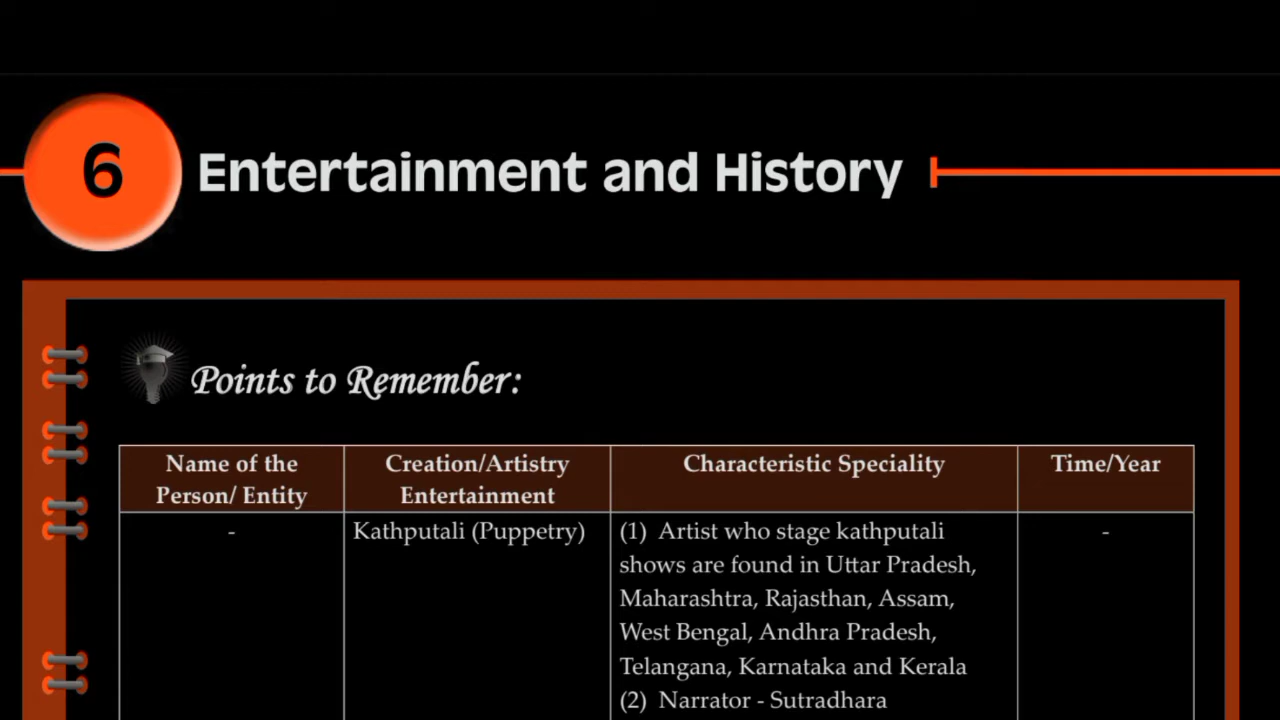 6
Entertainment and History
Points to Remember:
Name of the Person/ Entity
Creation/Artistry Entertainment
Characteristic Speciality
Time/Year
-
Kathputali (Puppetry)
(1) Artist who stage kathputali
shows are found in Uttar Pradesh,
Maharashtra, Rajasthan, Assam,
West Bengal, Andhra Pradesh,
Telangana, Karnataka and Kerala
(2) Narrator - Sutradhara
-